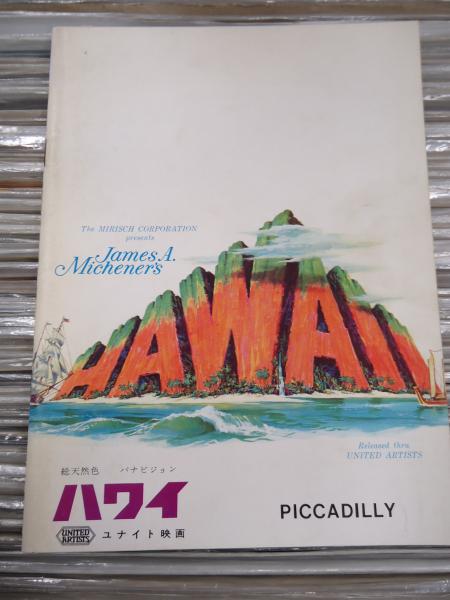 The MIRISCH CORPORATION
presents
James A.
Michener's
HAWAII
Released thru
UNITED ARTISTS
総天然色 パナビジョン
ハワイ
UNITED
ARTISTS
ユナイト映画
PICCADILLY